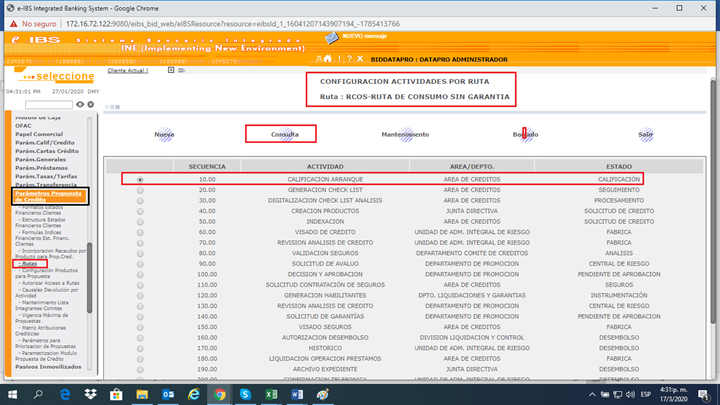 e-IBS Integrated Banking System - Google Chrome
No seguro | 172.16.72.122:9080/eibs_bid_web/eIBSResource?resource=eibsId_1_16041207143907194_-1785413766
e IBS Sistema Bancario Integrado
INE (Implementing New Environment)
NUEVO mensaje
BIDDATAPRO : DATAPRO ADMINISTRADOR
seleccione
Cliente Actual |
ID:
04:31:01 PM 27/01/2020 DMY
CONFIGURACION ACTIVIDADES POR RUTA
Ruta : RCOS-RUTA DE CONSUMO SIN GARANTIA
Nueva Consulta Mantenimiento Borrado Salir
Módulo de Caja
OFAC
Papel Comercial
Parám.Calif/Credito
Parám.Cartas Crédito
Parám.Generales
Parám.Préstamos
Parám.Tasas/Tarifas
Parám.Transferencia
Parámetros Propuesta
de Credito
- Formatos Estados
Financieros Clientes
- Estructura Estados
Financieros Clientes
- Formulas Indices
Financieros Est. Financ.
Clientes
- Incorporacion Recaudos por
Producto para Prop.Cred.
- Rutas
- Configuración Productos
para Propuesta
- Autorizar Acceso a Rutas
- Causales Devolución por
Actividad
- Mantenimiento Lista
Integrantes Comites
- Vigencia Máxima de
Propuestas
- Matriz Atribuciones
Crediticias
- Parámetros para
Priorizacion de Propuestas
- Parametrizacion Modulo
Propuesta de Credito
Pasivos Inmovilizados
SECUENCIA ACTIVIDAD AREA/DEPTO. ESTADO
10.00 CALIFICACION ARRANQUE AREA DE CREDITOS CALIFICACIÓN
20.00 GENERACION CHECK LIST AREA DE CREDITOS SEGUIMIENTO
30.00 DIGITALIZACION CHECK LIST ANALISIS AREA DE CREDITOS PROCESAMIENTO
40.00 CREACION PRODUCTOS JUNTA DIRECTIVA SOLICITUD DE CREDITO
50.00 INDEXACION AREA DE CREDITOS SOLICITUD DE CREDITO
60.00 VISADO DE CREDITO UNIDAD DE ADM. INTEGRAL DE RIESGO FABRICA
70.00 REVISION ANALISIS DE CREDITO UNIDAD DE ADM. INTEGRAL DE RIESGO FABRICA
80.00 VALIDACION SEGUROS DEPARTAMENTO COMITE DE CREDITOS ANALISIS
90.00 SOLICITUD DE AVALUO DEPARTAMENTO DE PROMOCION CENTRAL DE RIESGO
100.00 DECISION Y APROBACION DEPARTAMENTO DE PROMOCION PENDIENTE DE APROBACION
110.00 SOLICITUD CONTRATACIÓN DE SEGUROS AREA DE CREDITOS SEGUROS
120.00 GENERACION HABILITANTES DPTO. LIQUIDACIONES Y GARANTIAS INSTRUMENTACIÓN
130.00 REVISION ANALISIS DE CREDITO DEPARTAMENTO DE PROMOCION CENTRAL DE RIESGO
140.00 SOLICITUD DE GARANTÍAS DEPARTAMENTO DE PROMOCION PENDIENTE DE APROBACION
150.00 VISADO SEGUROS AREA DE CREDITOS FABRICA
160.00 AUTORIZACION DESEMBOLSO DIVISION LIQUIDACION Y CONTROL DESEMBOLSO
170.00 HISTORICO UNIDAD DE ADM. INTEGRAL DE RIESGO DESEMBOLSO
180.00 LIQUIDACION OPERACION PRESTAMOS AREA DE CREDITOS FABRICA
190.00 ARCHIVO EXPEDIENTE JUNTA DIRECTIVA DESEMBOLSO
200.00 CONFIRMACION TELEFONICA AREA DE CREDITOS DESEMBOLSO
ESP
4:31 p. m.
17/3/2020